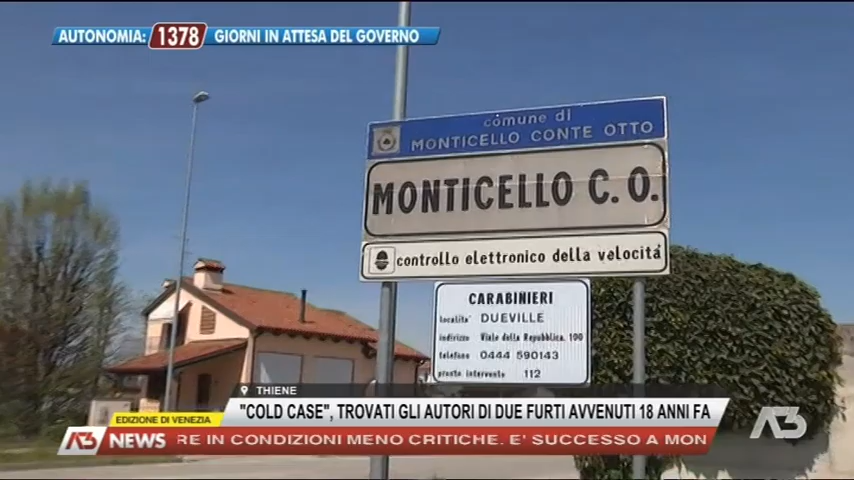 AUTONOMIA: 1378 GIORNI IN ATTESA DEL GOVERNO
comune di
MONTICELLO CONTE OTTO
MONTICELLO C.O.
controllo elettronico della velocità
CARABINIERI
località DUEVILLE
indirizzo Viale della Repubblica, 100
telefono 0444 590143
pronto intervento 112
THIENE
EDIZIONE DI VENEZIA
"COLD CASE", TROVATI GLI AUTORI DI DUE FURTI AVVENUTI 18 ANNI FA
A3 NEWS RE IN CONDIZIONI MENO CRITICHE. E' SUCCESSO A MON
A3